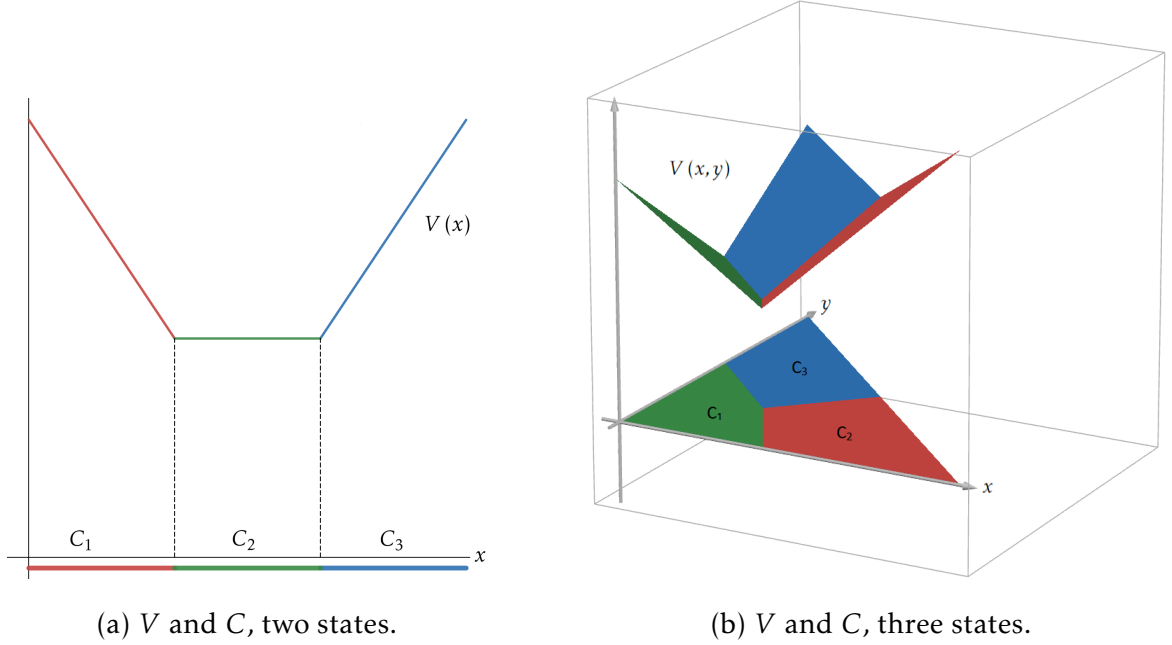 V (x)
C₁ C₂ C₃ x
(a) V and C, two states.
V (x, y)
y
C₃
C₁
C₂
x
(b) V and C, three states.